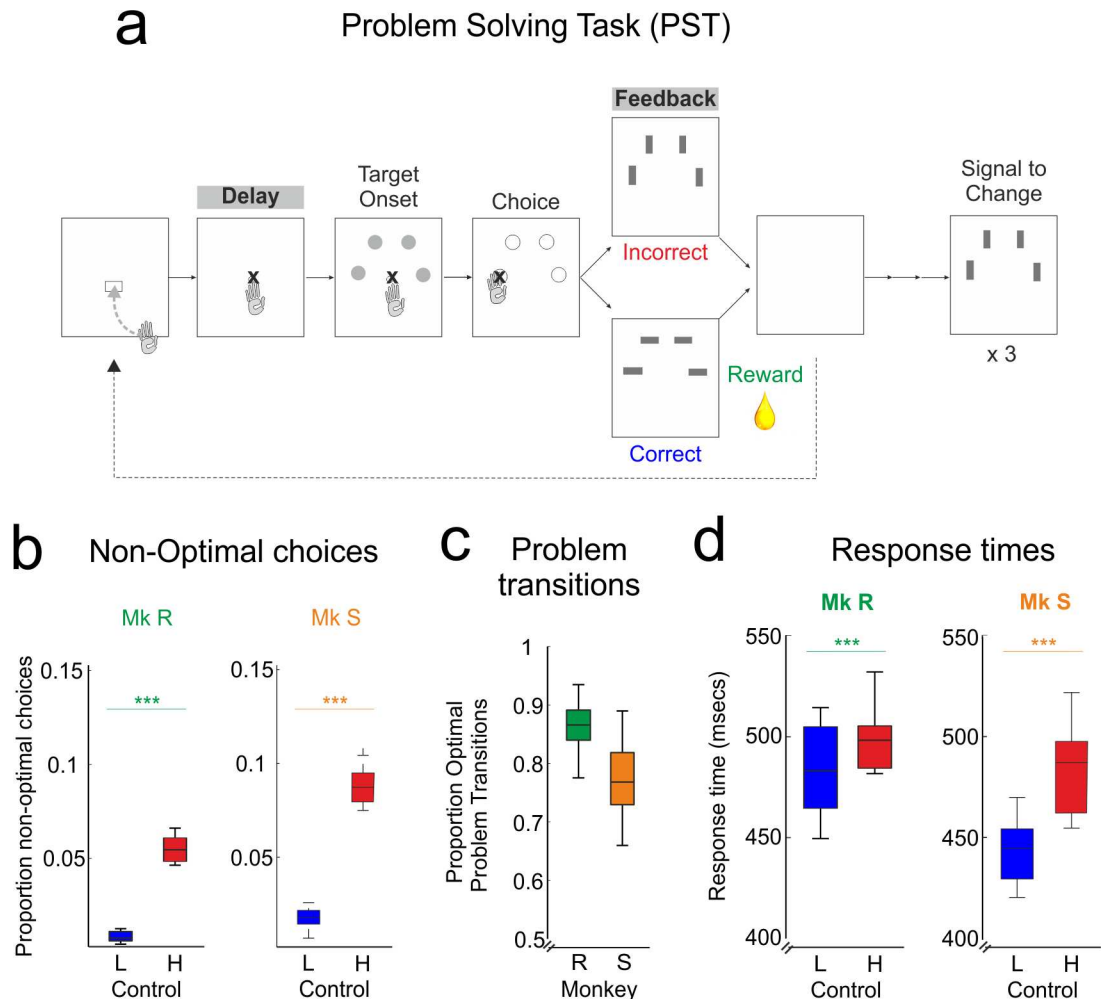 a
Problem Solving Task (PST)
Feedback
Delay
Target
Onset
Choice
Signal to
Change
X
X
X
Incorrect
x 3
Reward
Correct
b
Non-Optimal choices
Mk R
Mk S
Proportion non-optimal choices
0.15
0.1
0.05
***
L H
Control
0.15
0.1
0.05
***
L H
Control
c
Problem
transitions
Proportion Optimal
Problem Transitions
1
0.9
0.8
0.7
0.6
0.5
R S
Monkey
d
Response times
Mk R
Mk S
Response time (msecs)
550
500
450
400
***
L H
Control
550
500
450
400
***
L H
Control